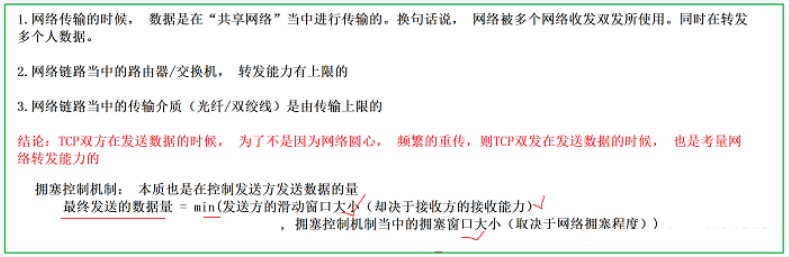 1.网络传输的时候, 数据是在“共享网络”当中进行传输的。换句话说, 网络被多个网络收发双发所使用。同时在转发
多个人数据。
2.网络链路当中的路由器/交换机, 转发能力有上限的
3.网络链路当中的传输介质(光纤/双绞线)是由传输上限的
结论: TCP双方在发送数据的时候, 为了不是因为网络圆心, 频繁的重传,则TCP双发在发送数据的时候, 也是考量网
络转发能力的
拥塞控制机制: 本质也是在控制发送方发送数据的量
最终发送的数据量 = min(发送方的滑动窗口大小(却决于接收方的接收能力)
, 拥塞控制机制当中的拥塞窗口大小(取决于网络拥塞程度))